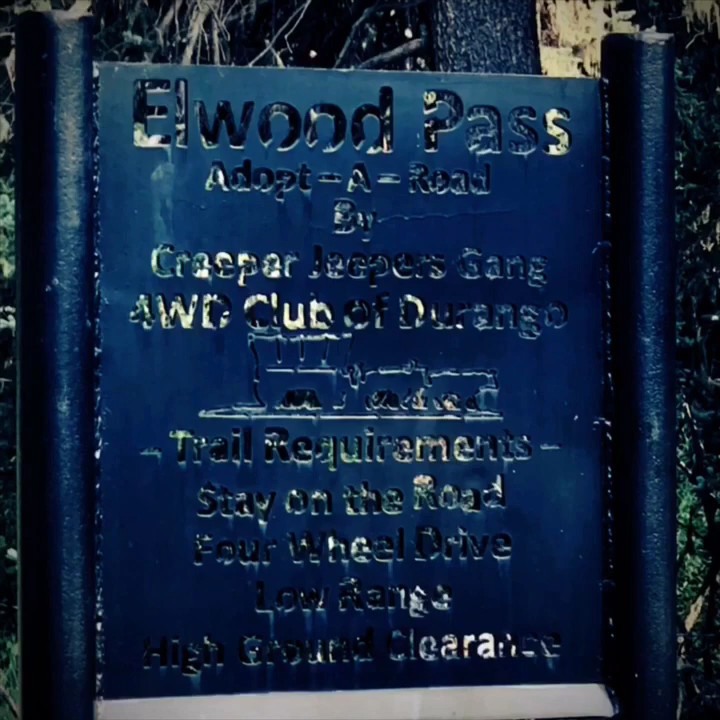 Elwood Pass
Adopt - A - Road
By
Creeper Jeepers Gang
4WD Club of Durango
- Trail Requirements -
Stay on the Road
Four Wheel Drive
Low Range
High Ground Clearance